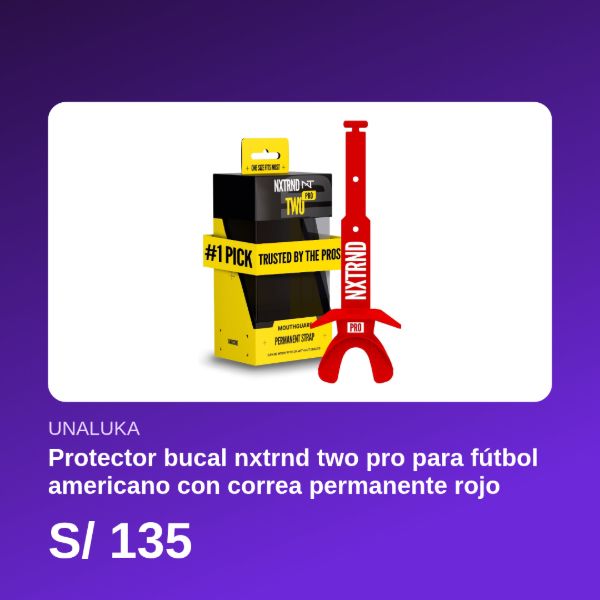 ONE SIZE FITS MOST
NXTRND NT
TWO PRO
#1 PICK TRUSTED BY THE PROS
MOUTHGUARD
PERMANENT STRAP
NXTRND
PRO
UNALUKA
Protector bucal nxtrnd two pro para fútbol
americano con correa permanente rojo
S/ 135